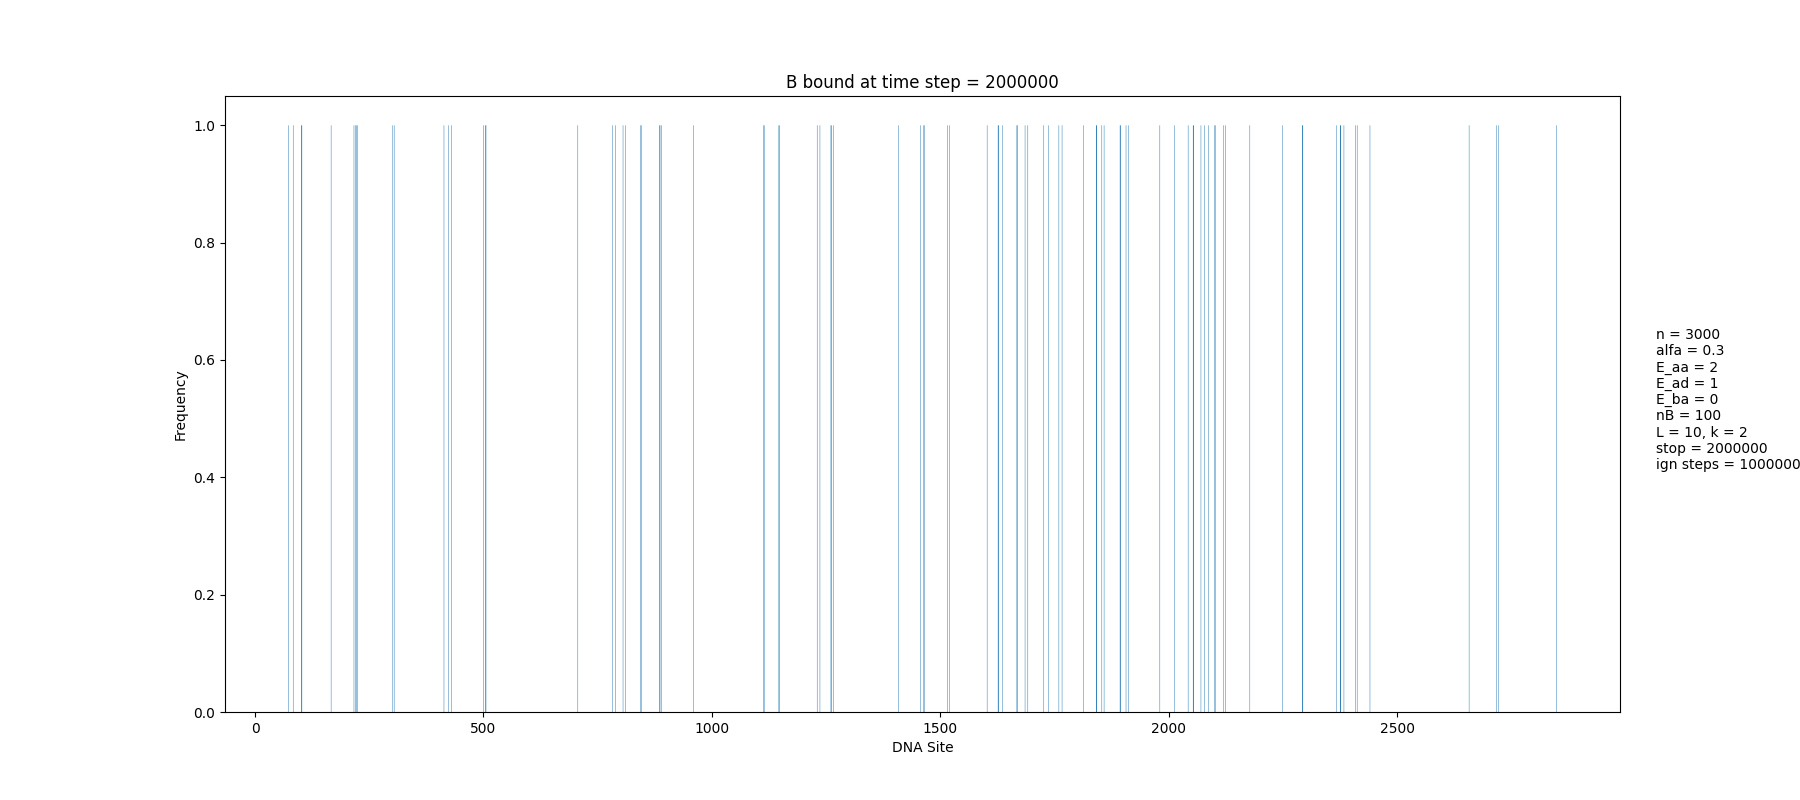 B bound at time step = 2000000
1.0
0.8
0.6
0.4
0.2
0.0
Frequency
0 500 1000 1500 2000 2500
DNA Site
n = 3000
alfa = 0.3
E_aa = 2
E_ad = 1
E_ba = 0
nB = 100
L = 10, k = 2
stop = 2000000
ign steps = 1000000